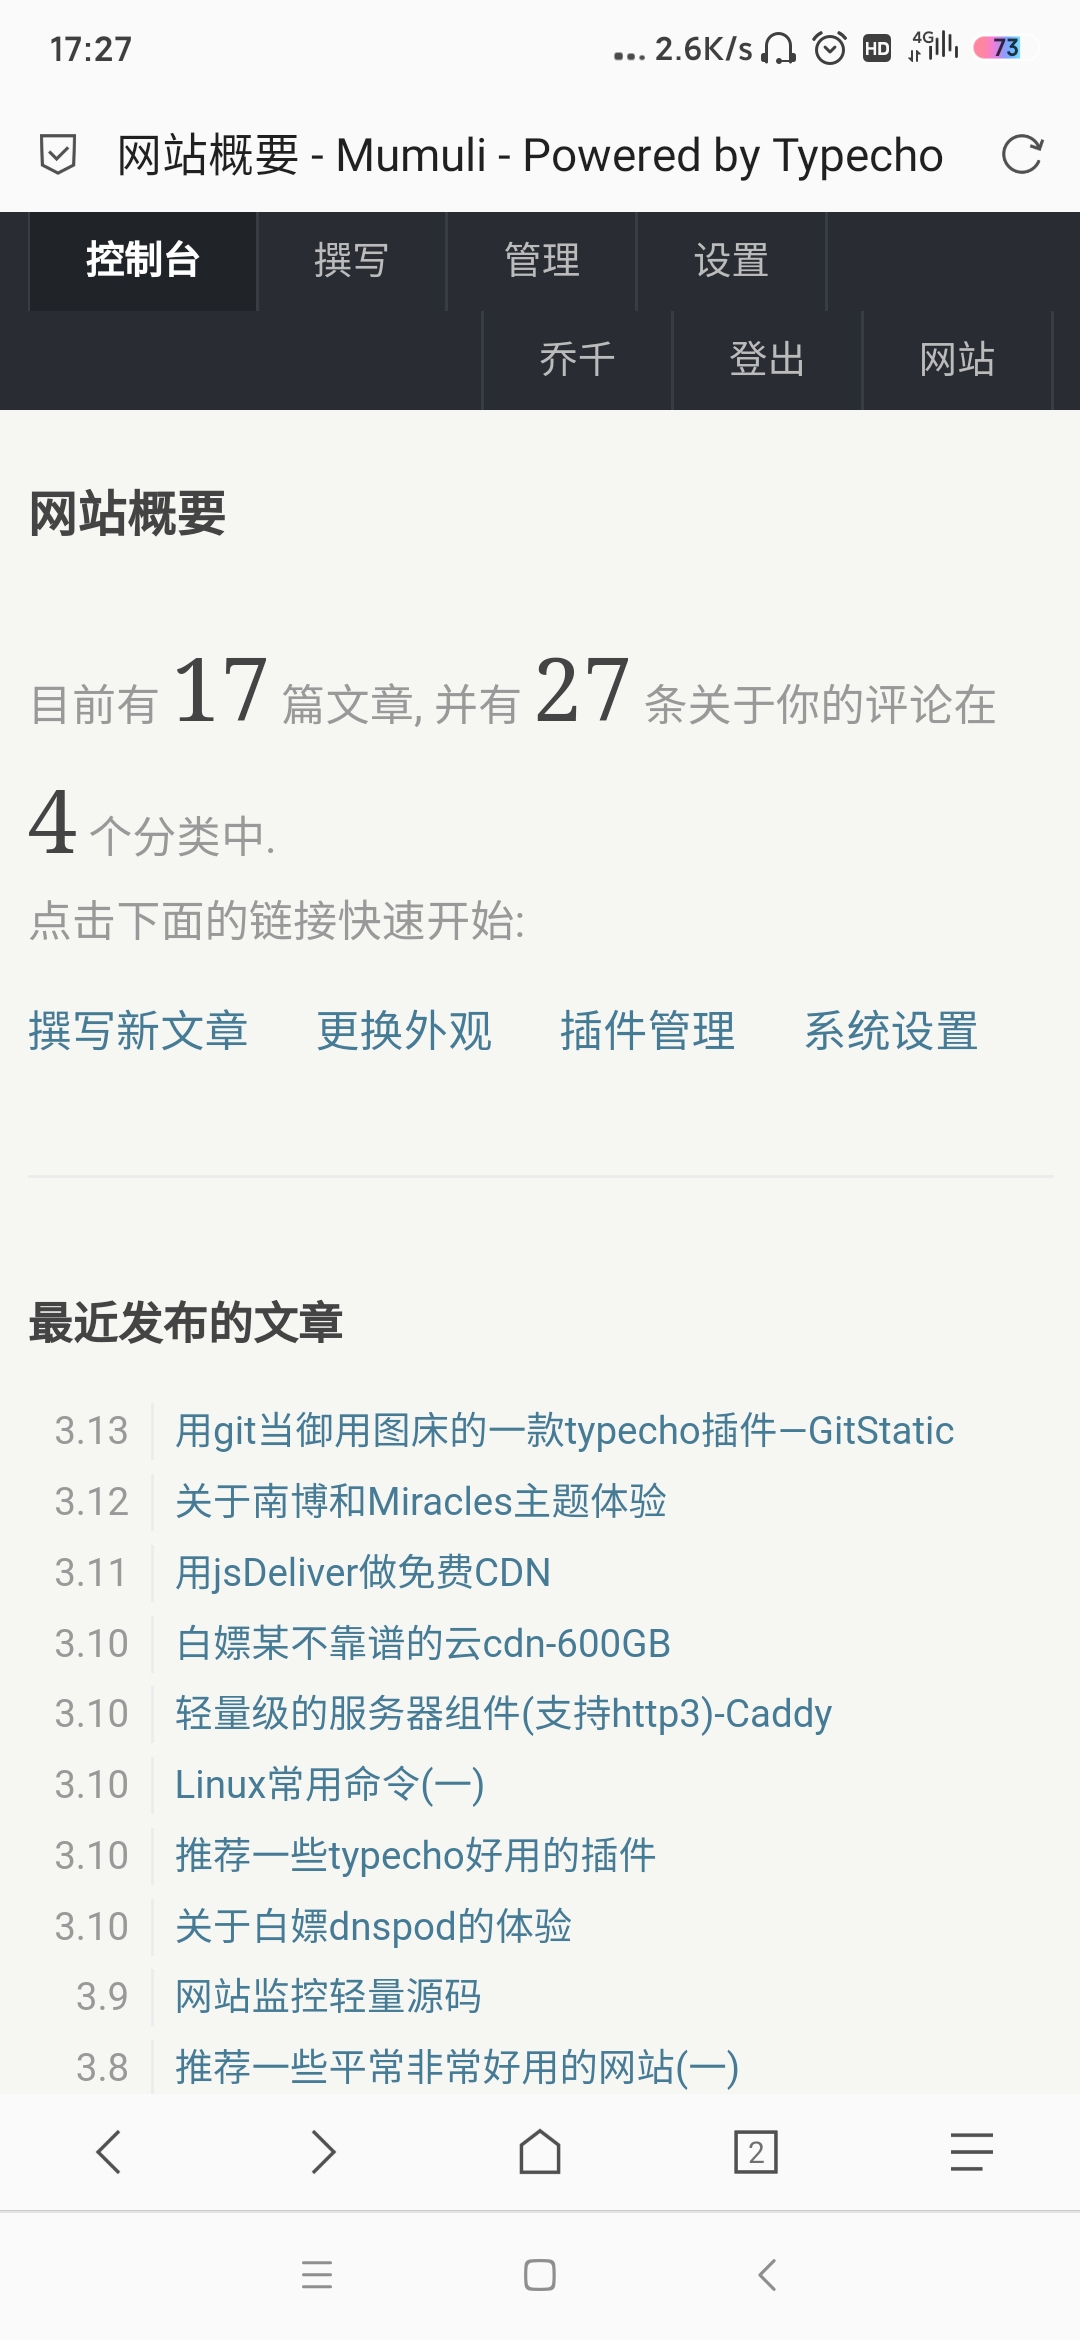 17:27
... 2.6K/s HD 4G 73
网站概要 - Mumuli - Powered by Typecho
控制台 撰写 管理 设置
乔千 登出 网站
网站概要
目前有 17 篇文章, 并有 27 条关于你的评论在
4 个分类中.
点击下面的链接快速开始:
撰写新文章 更换外观 插件管理 系统设置
最近发布的文章
3.13 用git当御用图床的一款typecho插件—GitStatic
3.12 关于南博和Miracles主题体验
3.11 用jsDeliver做免费CDN
3.10 白嫖某不靠谱的云cdn-600GB
3.10 轻量级的服务器组件(支持http3)-Caddy
3.10 Linux常用命令(一)
3.10 推荐一些typecho好用的插件
3.10 关于白嫖dnspod的体验
3.9 网站监控轻量源码
3.8 推荐一些平常非常好用的网站(一)
2